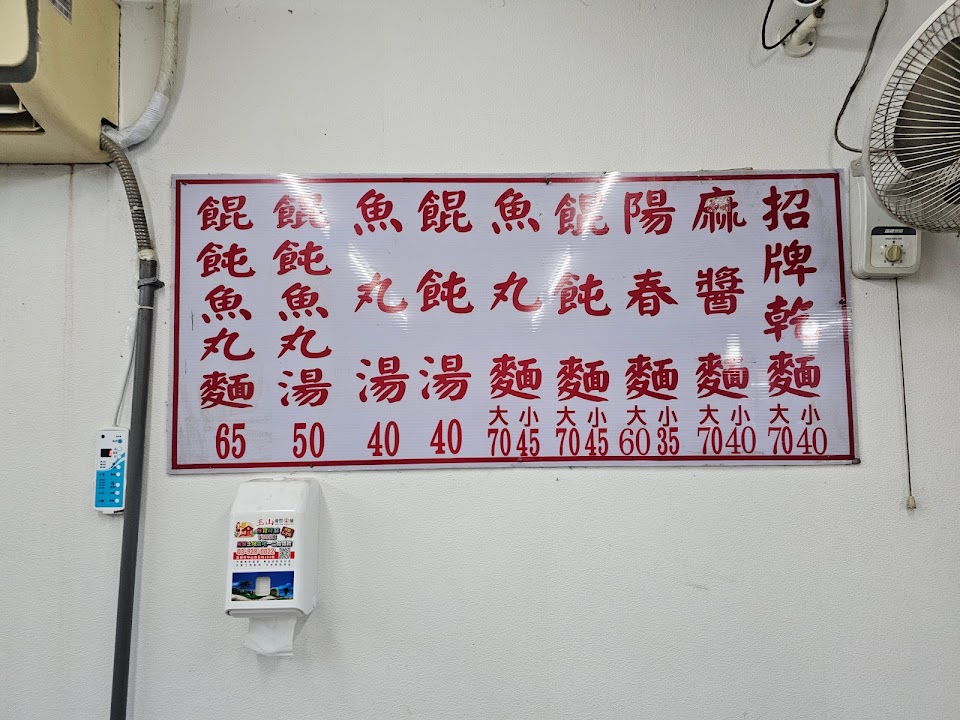 招牌乾麵 大70 小40
麻醬麵 大70 小40
陽春麵 大60 小35
餛飩麵 大70 小45
魚丸麵 大70 小45
餛飩湯 40
魚丸湯 40
餛飩魚丸湯 50
餛飩魚丸麵 65